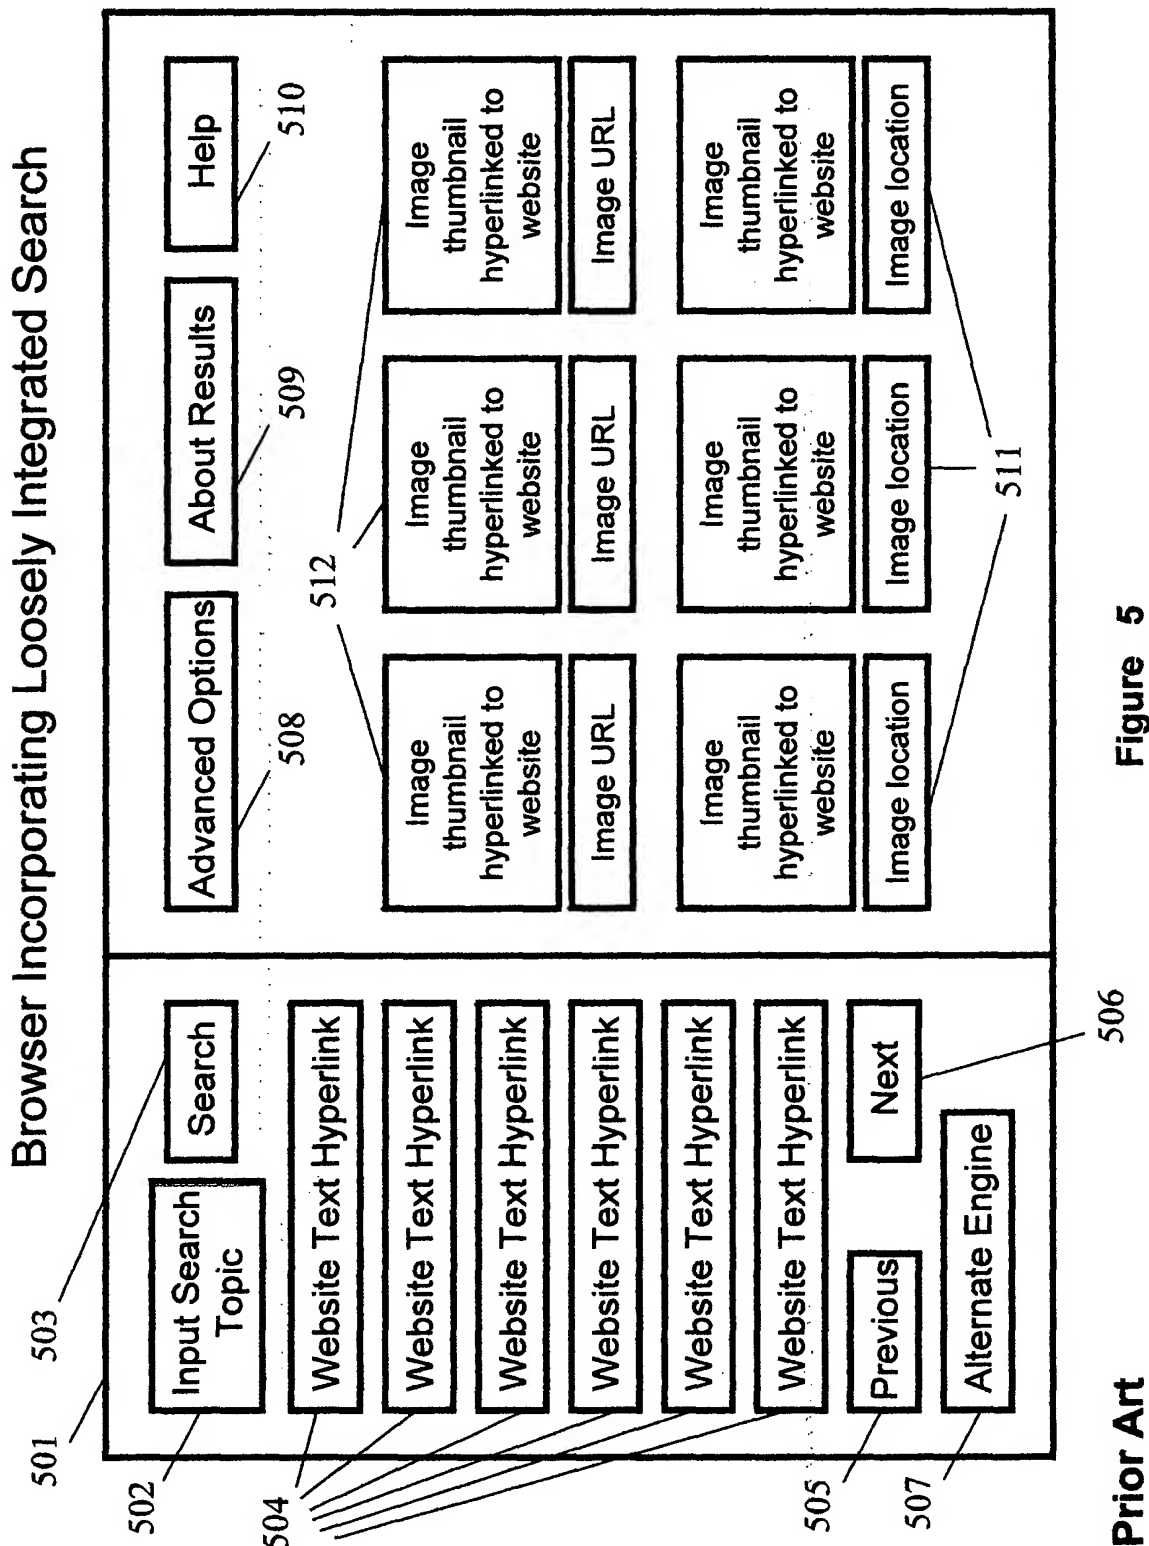 Browser Incorporating Loosely Integrated Search
501
503
502
Input Search
Topic
Search
504
Website Text Hyperlink
Website Text Hyperlink
Website Text Hyperlink
Website Text Hyperlink
Website Text Hyperlink
Website Text Hyperlink
505
Previous
Next
506
507
Alternate Engine
Advanced Options
About Results
Help
508
509
510
512
Image
thumbnail
hyperlinked to
website
Image
thumbnail
hyperlinked to
website
Image
thumbnail
hyperlinked to
website
Image URL
Image URL
Image URL
Image
thumbnail
hyperlinked to
website
Image
thumbnail
hyperlinked to
website
Image
thumbnail
hyperlinked to
website
Image location
Image location
Image location
511
Prior Art
Figure 5